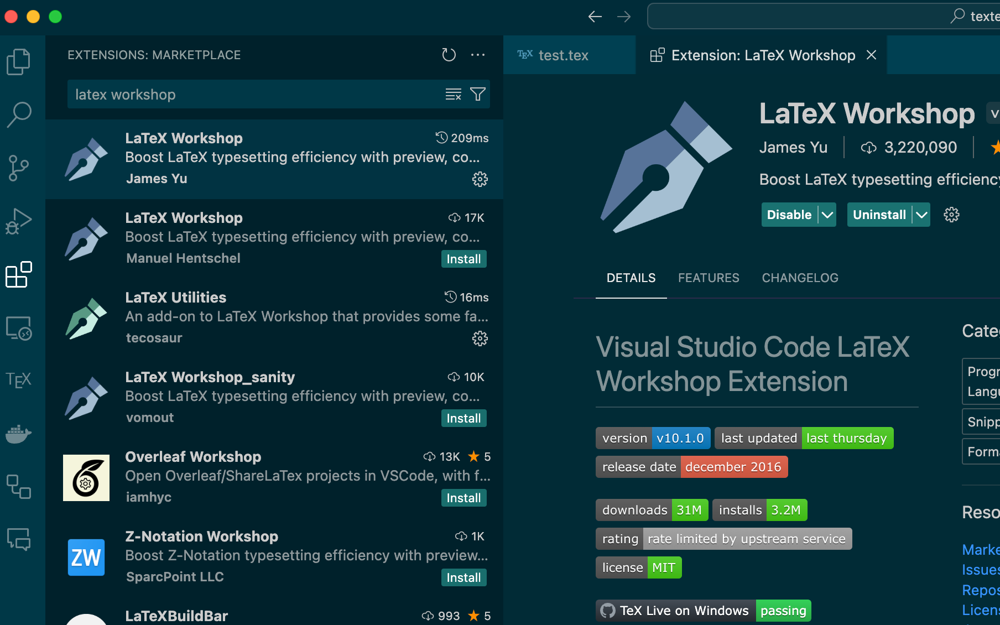 texte
EXTENSIONS: MARKETPLACE
latex workshop
LaTeX Workshop 209ms
Boost LaTeX typesetting efficiency with preview, co...
James Yu
LaTeX Workshop 17K
Boost LaTeX typesetting efficiency with preview, co...
Manuel Hentschel Install
LaTeX Utilities 16ms
An add-on to LaTeX Workshop that provides some fa...
tecosaur
LaTeX Workshop_sanity 10K
Boost LaTeX typesetting efficiency with preview, co...
vomout Install
Overleaf Workshop 13K 5
Open Overleaf/ShareLaTex projects in VSCode, with f...
iamhyc Install
ZW
Z-Notation Workshop 1K
Boost Z-Notation typesetting efficiency with preview...
SparcPoint LLC Install
LaTeXBuildBar 993 5
TEX
TEX test.tex Extension: LaTeX Workshop
LaTeX Workshop v
James Yu 3,220,090
Boost LaTeX typesetting efficiency
Disable Uninstall
DETAILS FEATURES CHANGELOG
Visual Studio Code LaTeX
Workshop Extension
version v10.1.0 last updated last thursday
release date december 2016
downloads 31M installs 3.2M
rating rate limited by upstream service
license MIT
TeX Live on Windows passing
Cate
Progr
Langu
Snipp
Forma
Reso
Marke
Issues
Repos
Licens